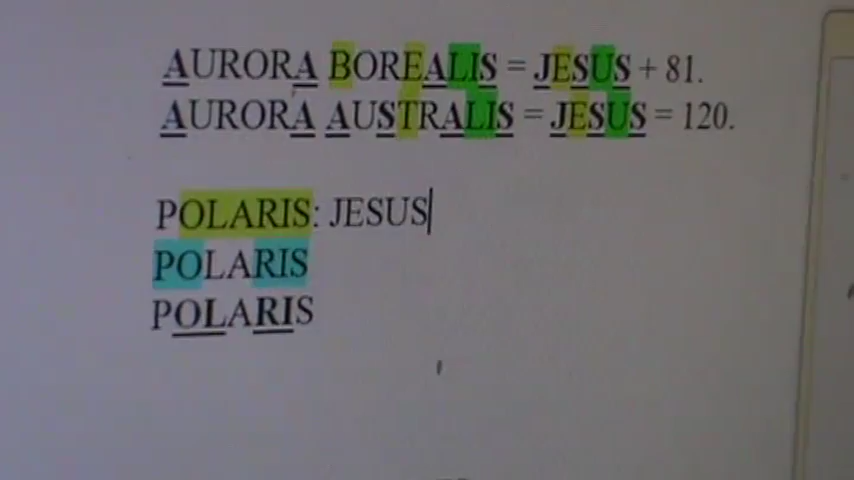 AURORA BOREALIS = JESUS + 81.
AURORA AUSTRALIS = JESUS = 120.
POLARIS: JESUS
POLARIS
POLARIS